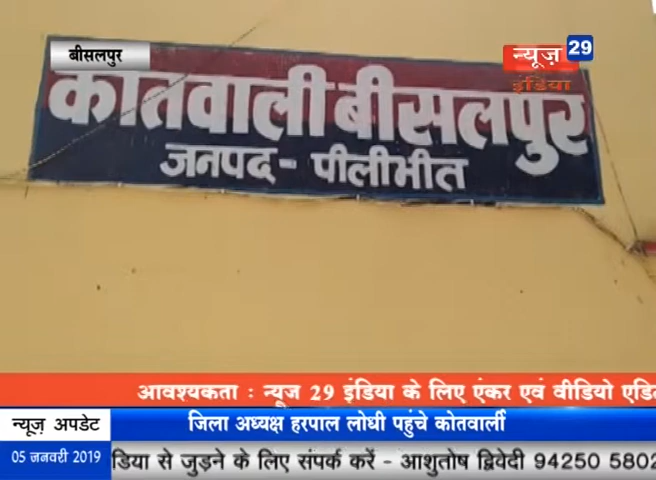 बीसलपुर
न्यूज़ 29
इंडिया
कोतवाली बीसलपुर
जनपद - पीलीभीत
आवश्यकता : न्यूज 29 इंडिया के लिए एंकर एवं वीडियो एडि
न्यूज़ अपडेट
जिला अध्यक्ष हरपाल लोधी पहुंचे कोतवाली
05 जनवरी 2019
डिया से जुड़ने के लिए संपर्क करें - आशुतोष द्विवेदी 94250 5802